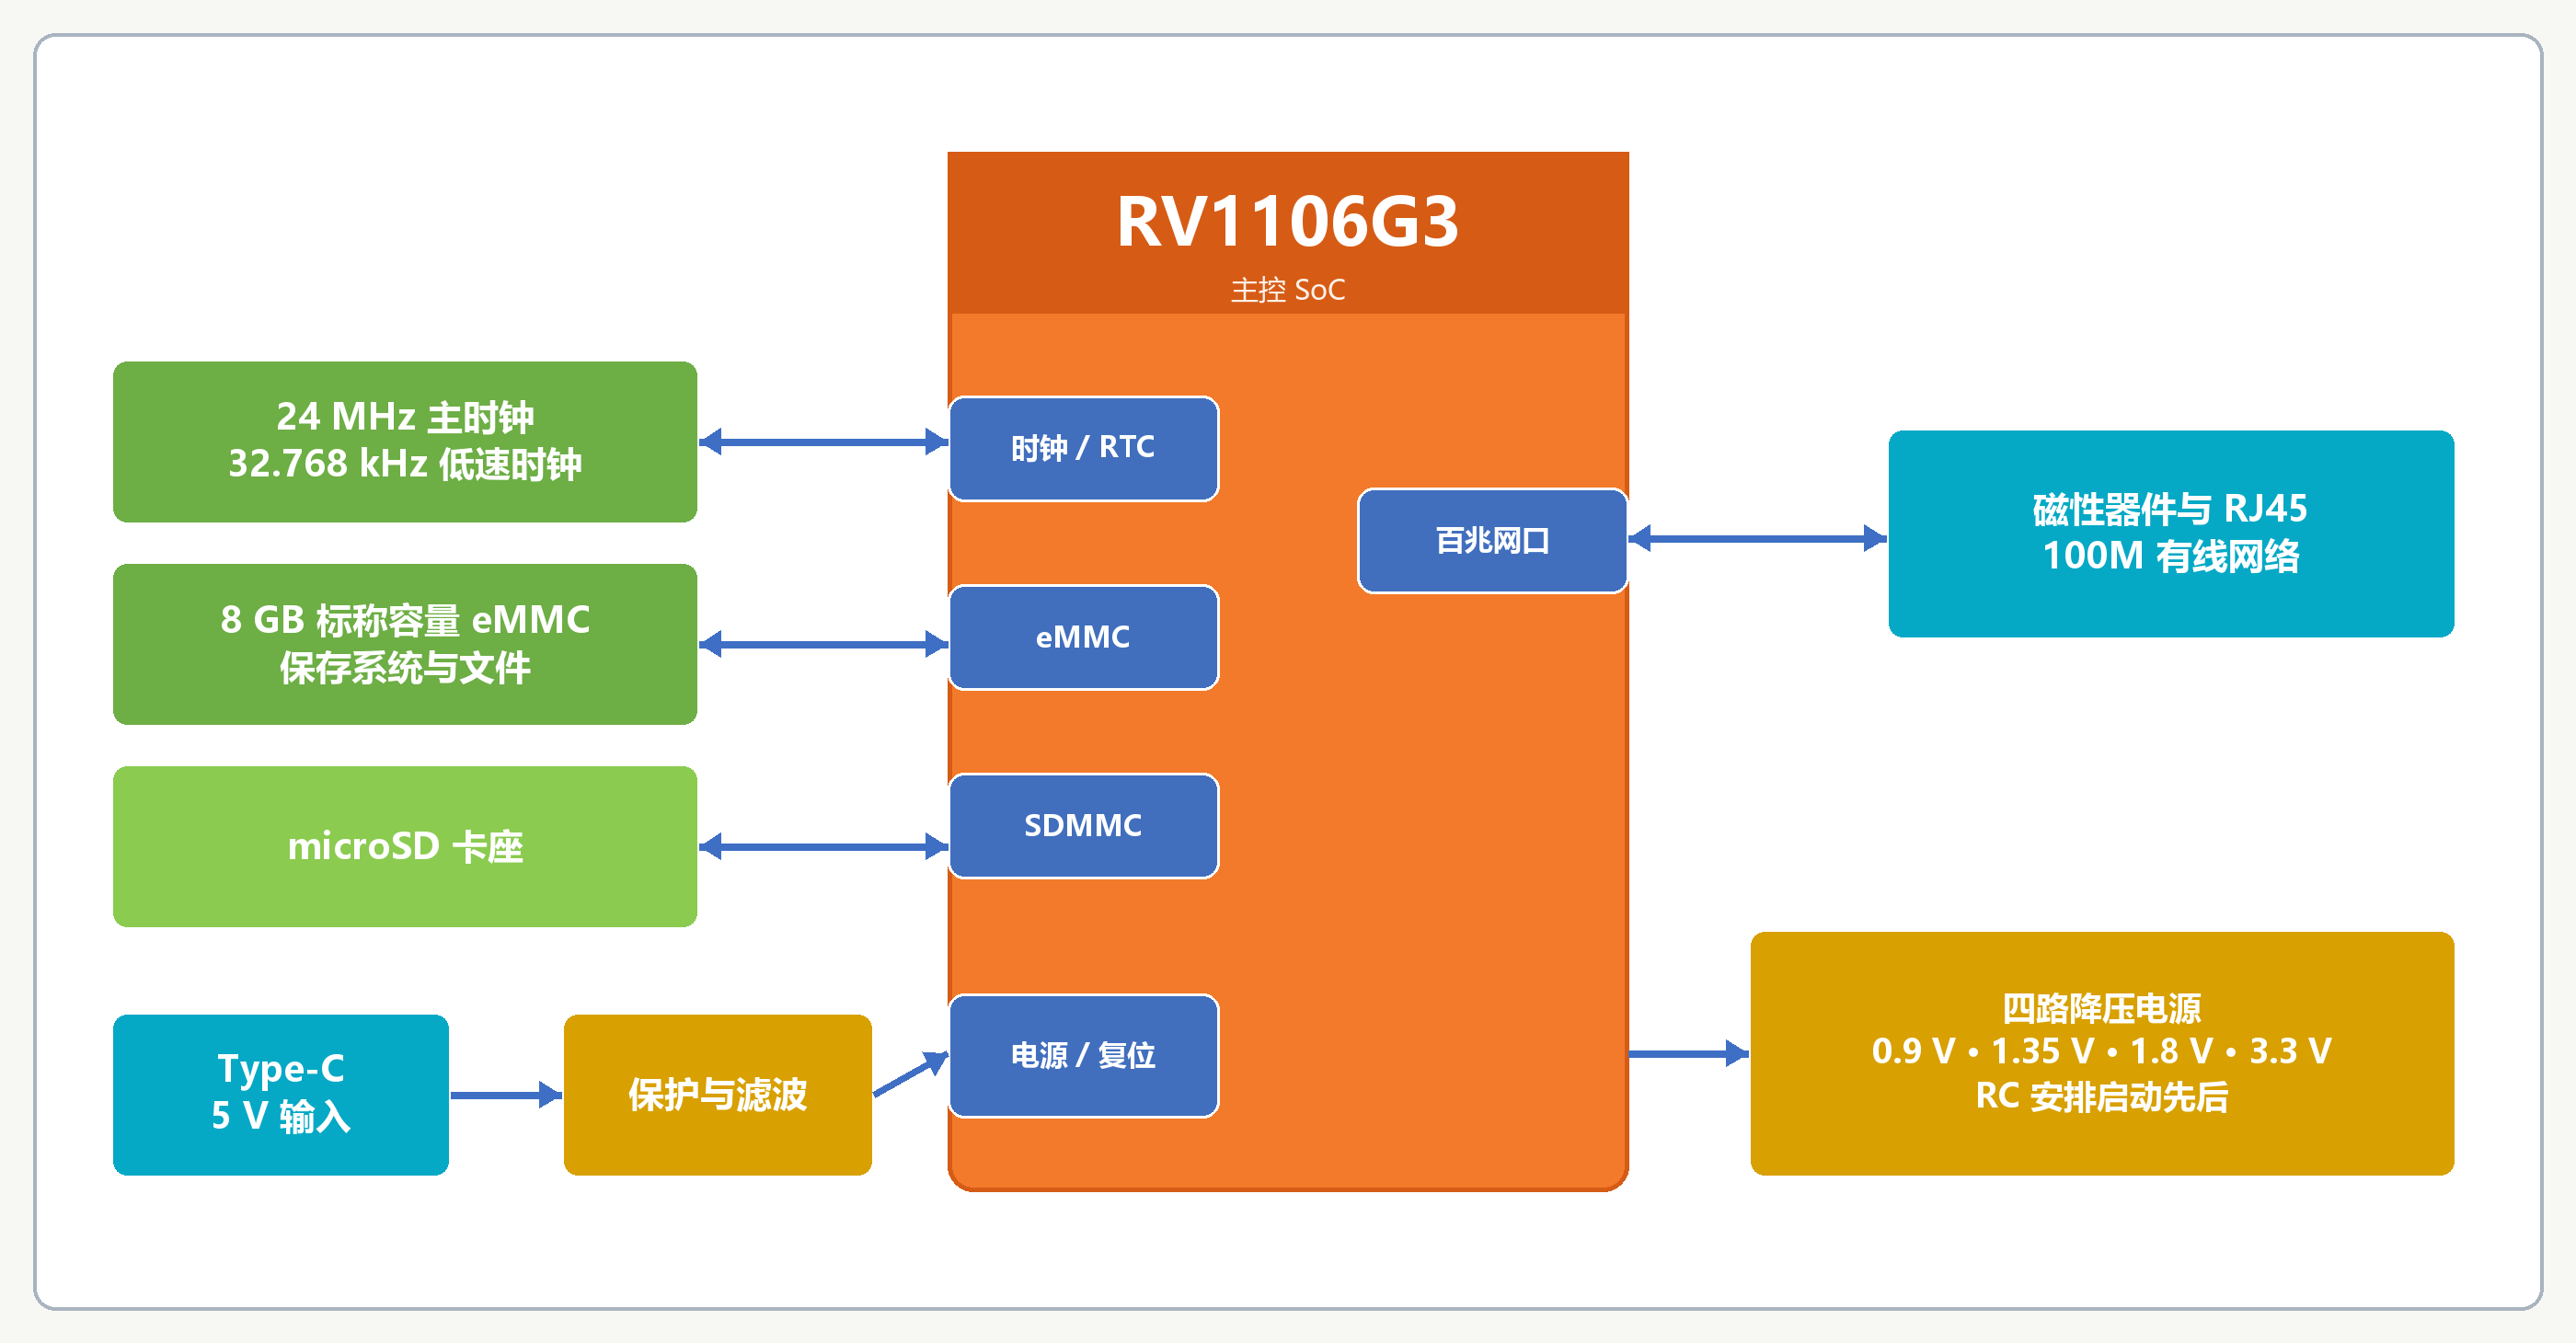 RV1106G3
主控 SoC
24 MHz 主时钟
32.768 kHz 低速时钟
时钟 / RTC
百兆网口
磁性器件与 RJ45
100M 有线网络
8 GB 标称容量 eMMC
保存系统与文件
eMMC
microSD 卡座
SDMMC
Type-C
5 V 输入
保护与滤波
电源 / 复位
四路降压电源
0.9 V • 1.35 V • 1.8 V • 3.3 V
RC 安排启动先后